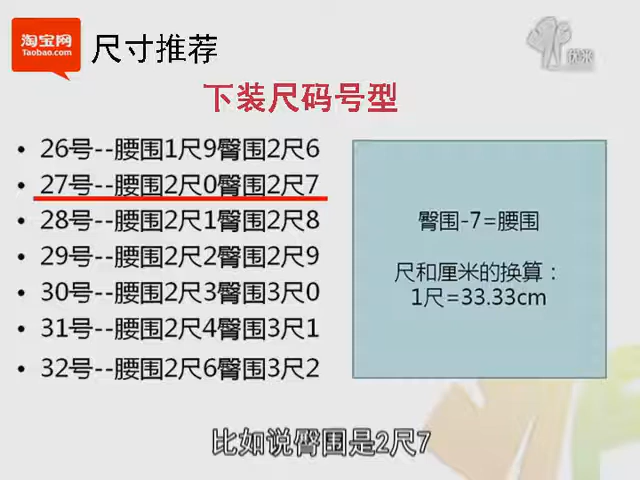 淘宝网
Taobao.com
尺寸推荐
优米
下装尺码号型
• 26号--腰围1尺9臀围2尺6
• 27号--腰围2尺0臀围2尺7
• 28号--腰围2尺1臀围2尺8
• 29号--腰围2尺2臀围2尺9
• 30号--腰围2尺3臀围3尺0
• 31号--腰围2尺4臀围3尺1
• 32号--腰围2尺6臀围3尺2
臀围-7=腰围
尺和厘米的换算：
1尺=33.33cm
比如说臀围是2尺7